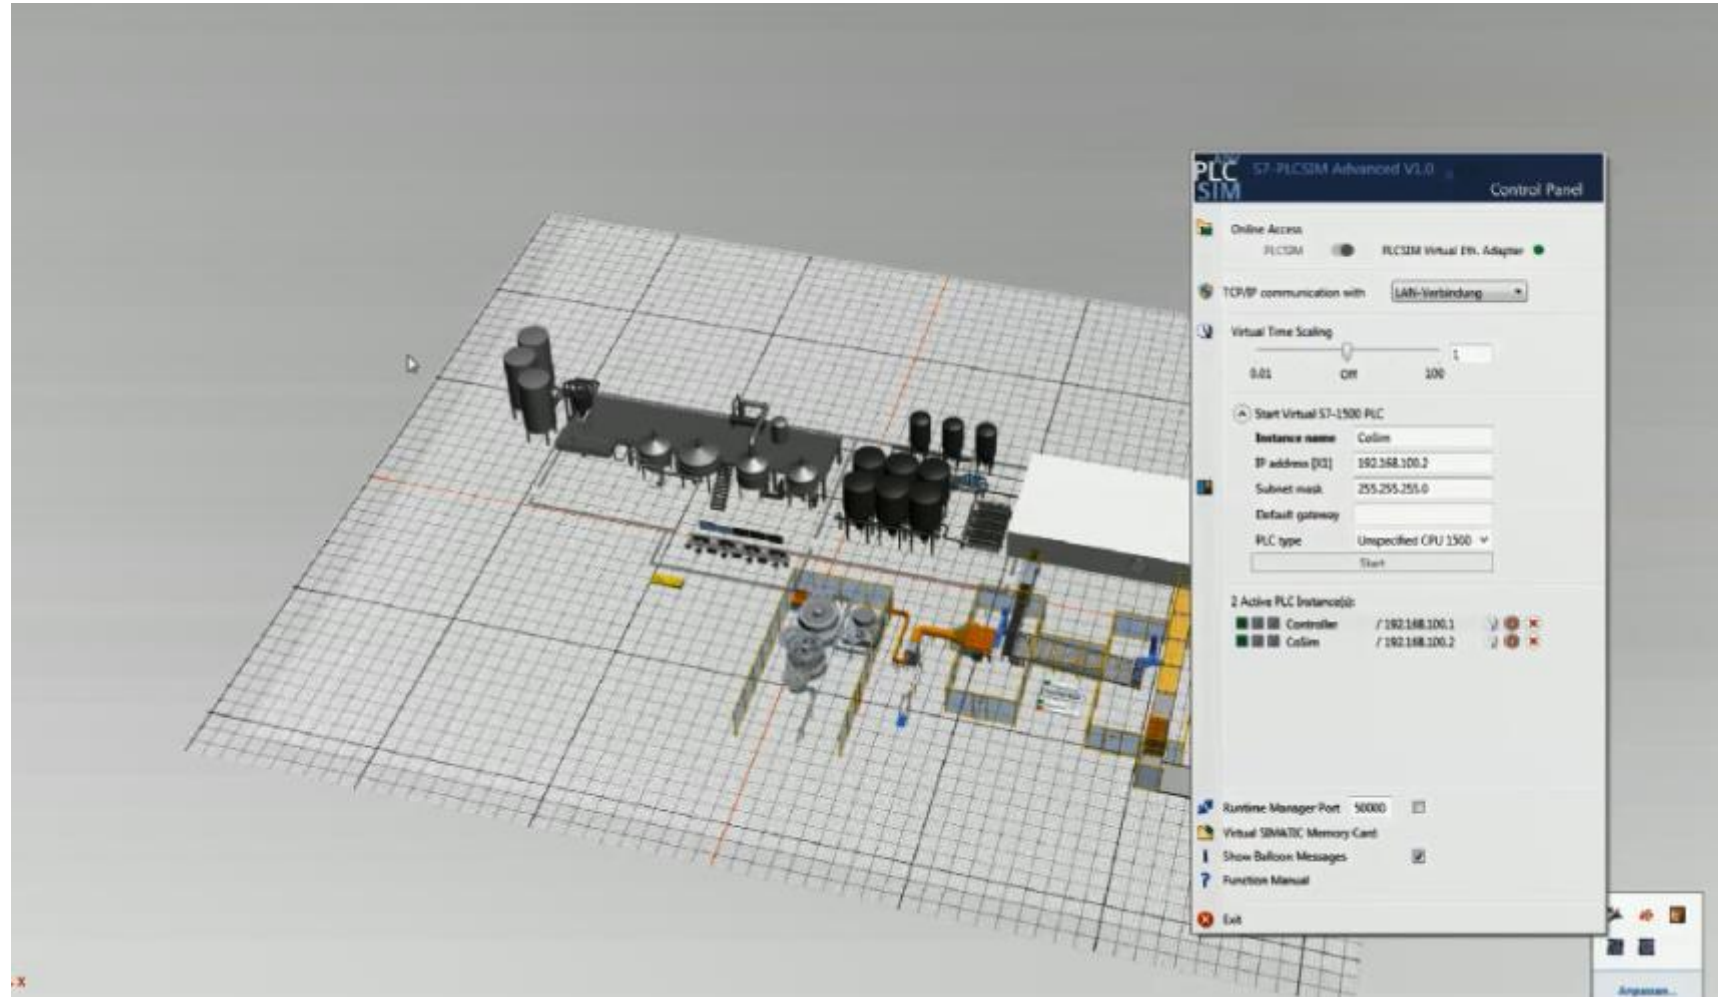 PLC
SIM
S7-PLCSIM Advanced V1.0
Control Panel
Online Access
PLCSIM PLCSIM Virtual Eth. Adapter
TCP/IP communication with LAN-Verbindung
Virtual Time Scaling
1
0.01 Off 100
Start Virtual S7-1500 PLC
Instance name CoSim
IP address [X1] 192.168.100.2
Subnet mask 255.255.255.0
Default gateway
PLC type Unspecified CPU 1500
Start
2 Active PLC Instance(s):
Controller / 192.168.100.1
CoSim / 192.168.100.2
Runtime Manager Port 50000
Virtual SIMATIC Memory Card
Show Balloon Messages
? Function Manual
Exit
Anpassen...
X